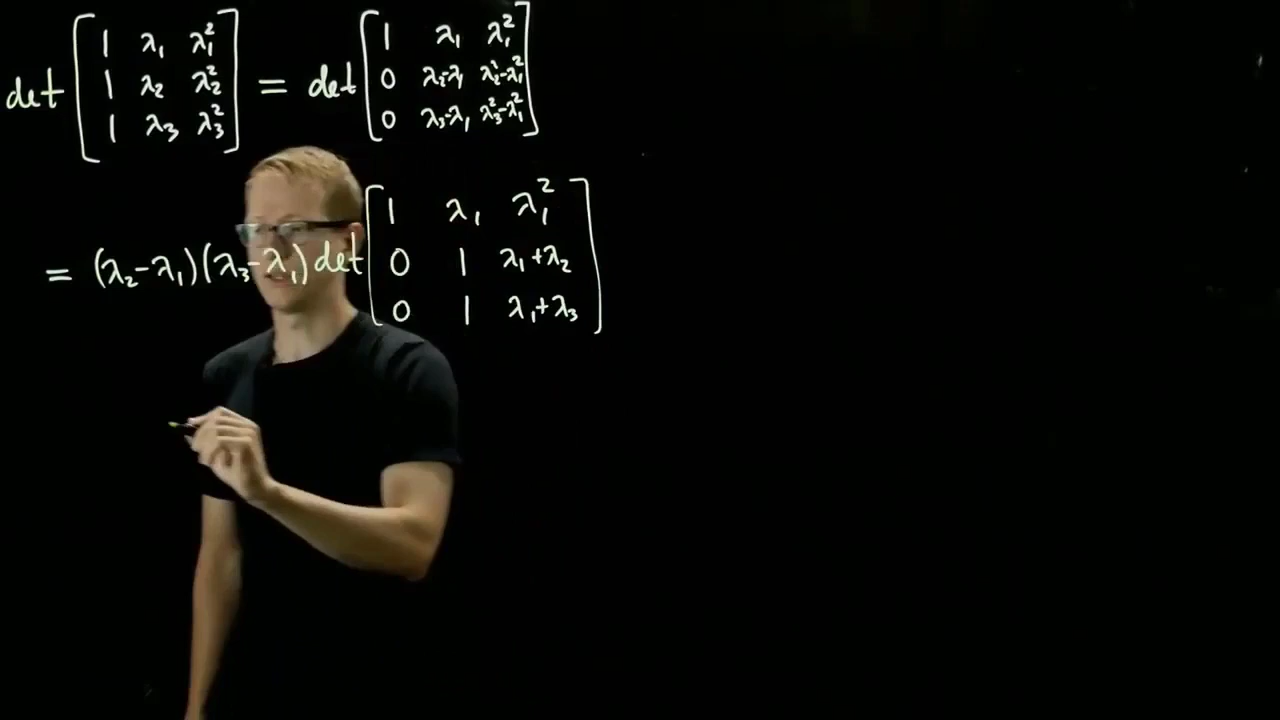 det [ 1 λ₁ λ₁² ] = det [ 1 λ₁ λ₁² ]
[ 1 λ₂ λ₂² ] [ 0 λ₂-λ₁ λ₂²-λ₁² ]
[ 1 λ₃ λ₃² ] [ 0 λ₃-λ₁ λ₃²-λ₁² ]
= (λ₂-λ₁)(λ₃-λ₁) det [ 1 λ₁ λ₁² ]
[ 0 1 λ₁+λ₂ ]
[ 0 1 λ₁+λ₃ ]